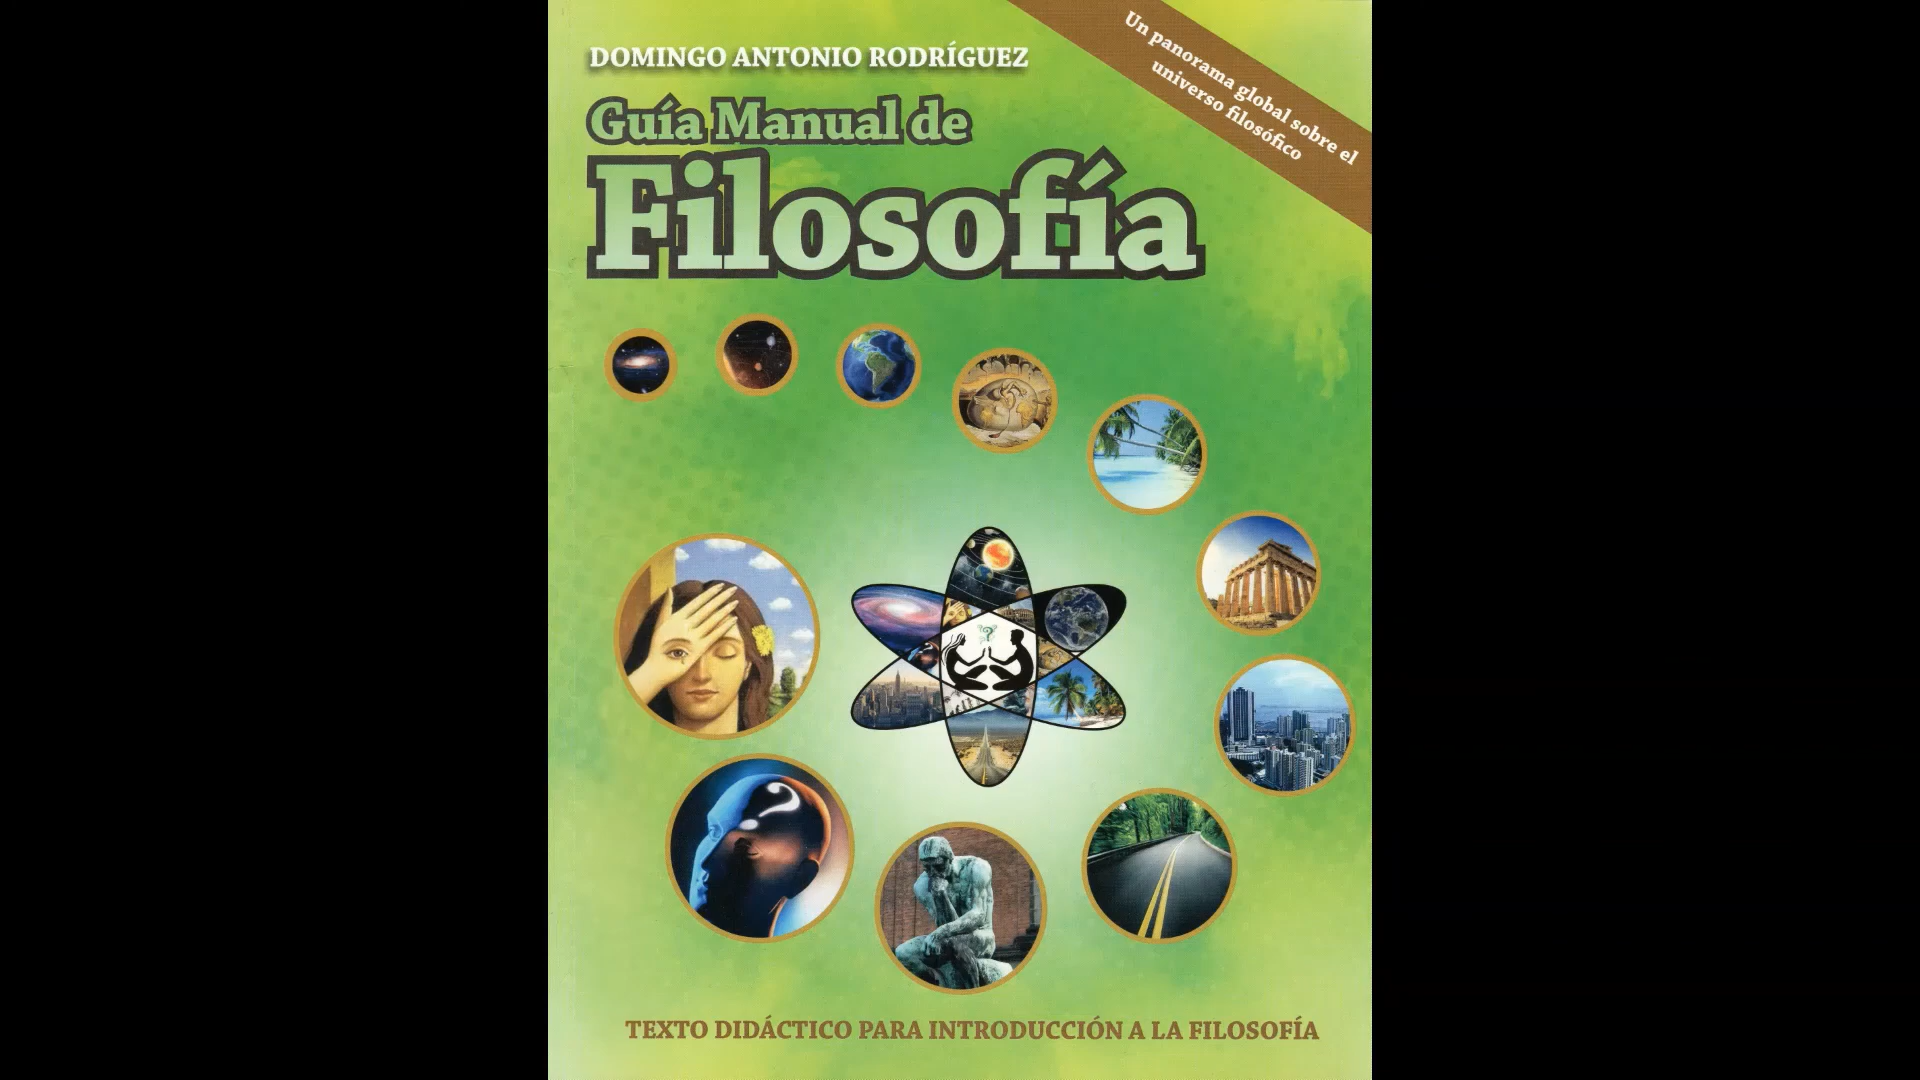 DOMINGO ANTONIO RODRÍGUEZ
Guía Manual de
Filosofía
Un panorama global sobre el
universo filosófico
?
?
TEXTO DIDÁCTICO PARA INTRODUCCIÓN A LA FILOSOFÍA